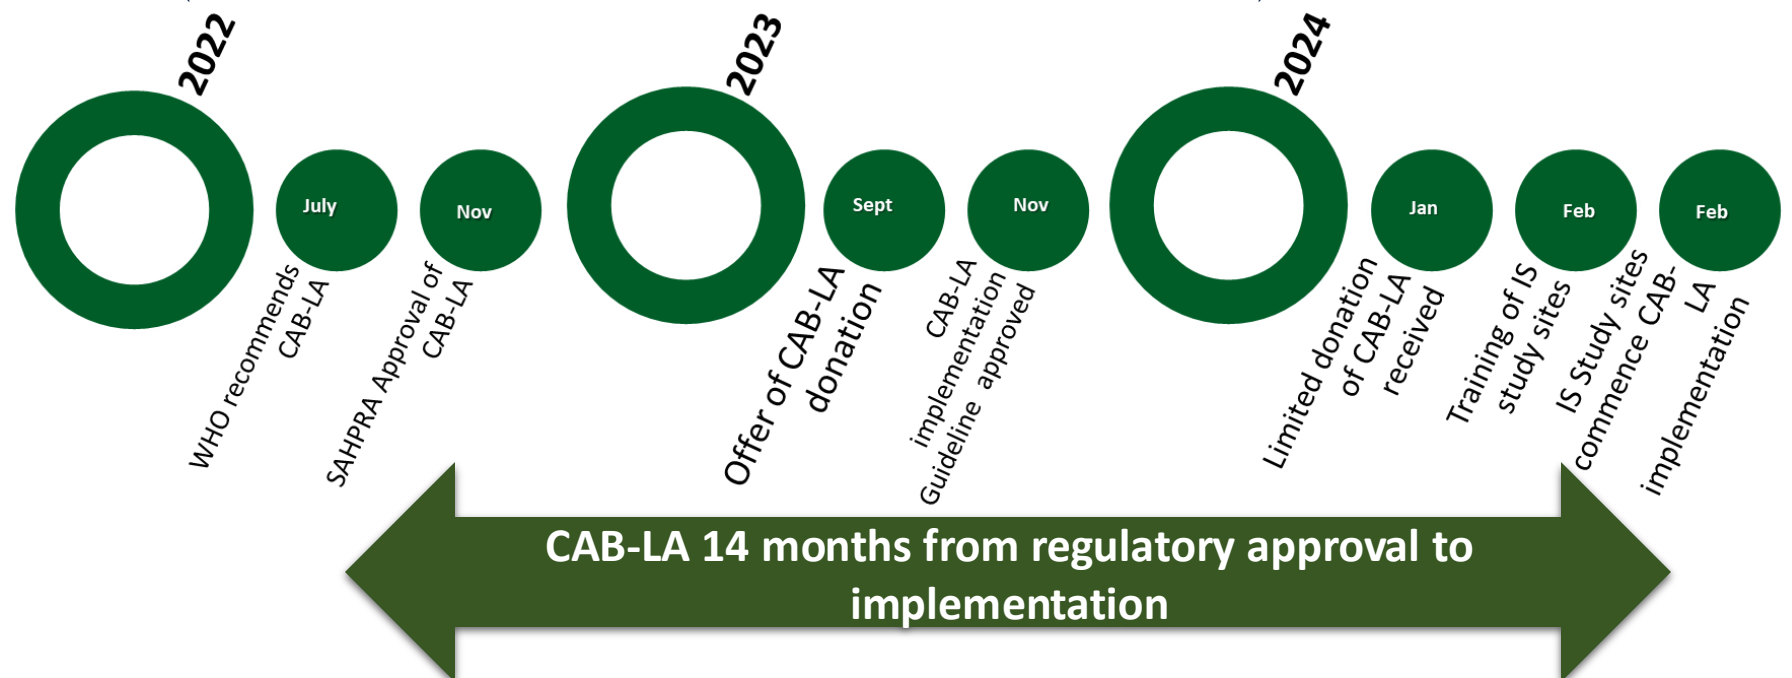 2022
July
WHO recommends
CAB-LA
Nov
SAHPRA Approval of
CAB-LA
2023
Sept
Offer of CAB-LA
donation
Nov
CAB-LA
implementation
Guideline approved
2024
Jan
Limited donation
of CAB-LA
received
Feb
Training of IS
study sites
Feb
IS Study sites
commence CAB-
LA
implementation
CAB-LA 14 months from regulatory approval to
implementation